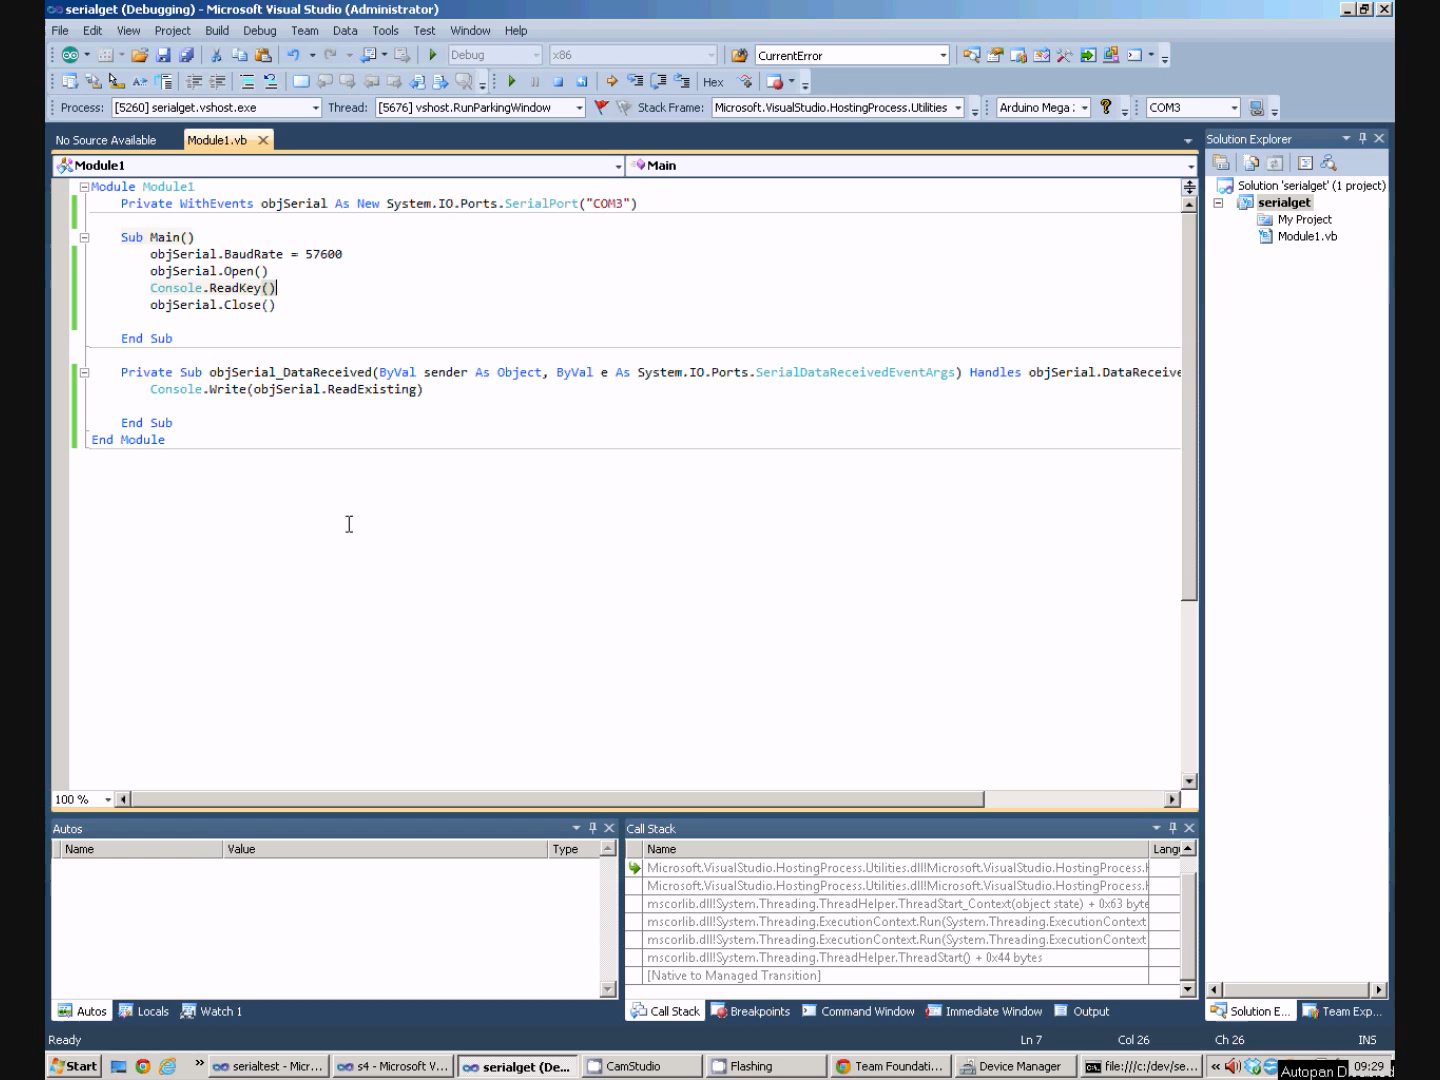 serialget (Debugging) - Microsoft Visual Studio (Administrator)
File Edit View Project Build Debug Team Data Tools Test Window Help
Debug x86 CurrentError
Hex
Process: [5260] serialget.vshost.exe Thread: [5676] vshost.RunParkingWindow Stack Frame: Microsoft.VisualStudio.HostingProcess.Utilities Arduino Mega COM3
No Source Available Module1.vb Solution Explorer
Module1 Main
Module Module1
Private WithEvents objSerial As New System.IO.Ports.SerialPort("COM3")
Sub Main()
objSerial.BaudRate = 57600
objSerial.Open()
Console.ReadKey()
objSerial.Close()
End Sub
Private Sub objSerial_DataReceived(ByVal sender As Object, ByVal e As System.IO.Ports.SerialDataReceivedEventArgs) Handles objSerial.DataReceive
Console.Write(objSerial.ReadExisting)
End Sub
End Module
Solution 'serialget' (1 project)
serialget
My Project
Module1.vb
100 %
Autos
Name Value Type
Call Stack
Name Langu
Microsoft.VisualStudio.HostingProcess.Utilities.dll!Microsoft.VisualStudio.HostingProcess.
Microsoft.VisualStudio.HostingProcess.Utilities.dll!Microsoft.VisualStudio.HostingProcess.
mscorlib.dll!System.Threading.ThreadHelper.ThreadStart_Context(object state) + 0x63 byte
mscorlib.dll!System.Threading.ExecutionContext.Run(System.Threading.ExecutionContext
mscorlib.dll!System.Threading.ExecutionContext.Run(System.Threading.ExecutionContext
mscorlib.dll!System.Threading.ThreadHelper.ThreadStart() + 0x44 bytes
[Native to Managed Transition]
Autos Locals Watch 1 Call Stack Breakpoints Command Window Immediate Window Output Solution E... Team Exp...
Ready Ln 7 Col 26 Ch 26 INS
Start » serialtest - Micr... s4 - Microsoft V... serialget (De... CamStudio Flashing Team Foundati... Device Manager file:///c:/dev/se... « 09:29
Autopan